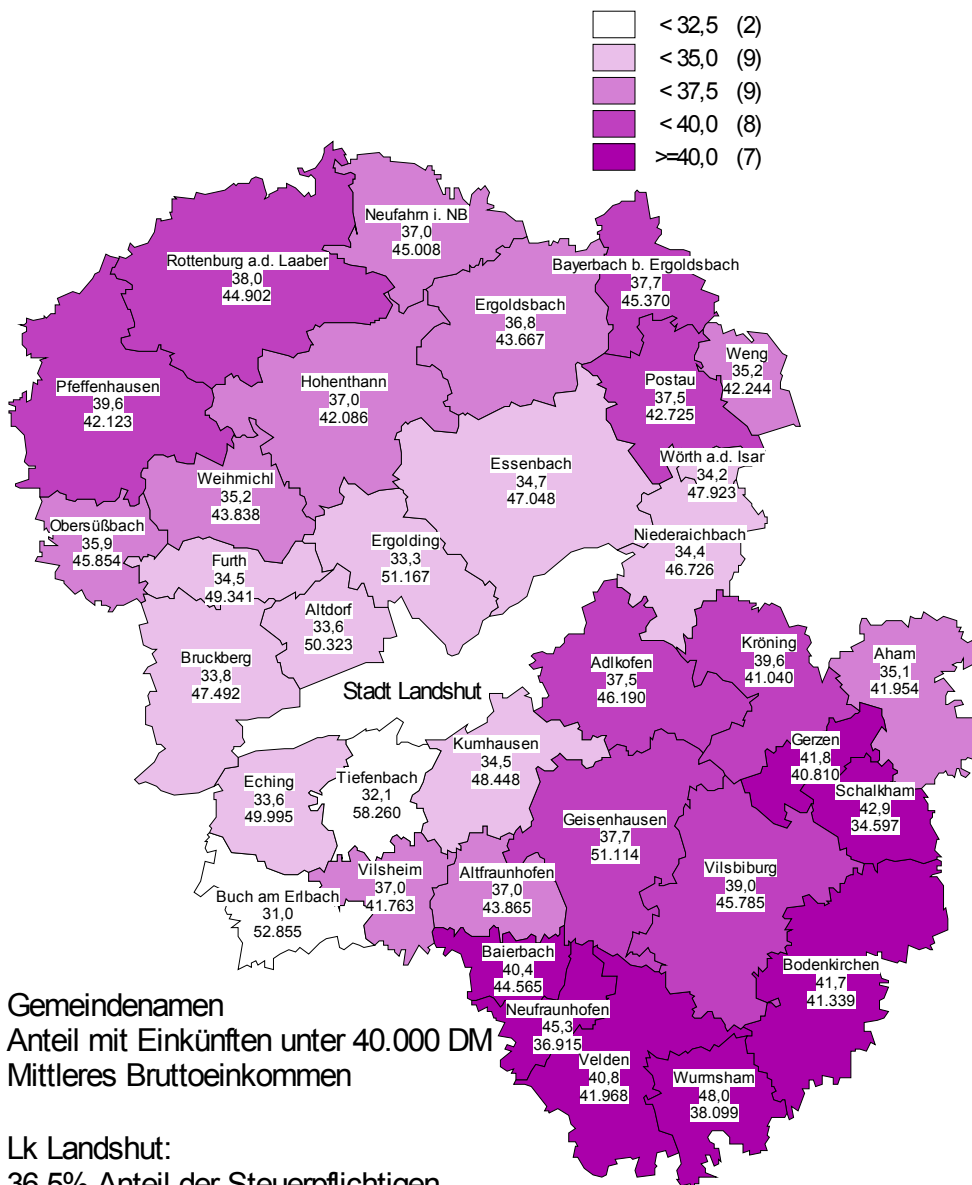 < 32,5 (2)
< 35,0 (9)
< 37,5 (9)
< 40,0 (8)
>=40,0 (7)
Neufahrn i. NB
37,0
45.008
Rottenburg a.d. Laaber
38,0
44.902
Bayerbach b. Ergoldsbach
37,7
45.370
Ergoldsbach
36,8
43.667
Weng
35,2
42.244
Pfeffenhausen
39,6
42.123
Hohenthann
37,0
42.086
Postau
37,5
42.725
Wörth a.d. Isar
34,2
47.923
Essenbach
34,7
47.048
Weihmichl
35,2
43.838
Obersüßbach
35,9
45.854
Ergolding
33,3
51.167
Niederaichbach
34,4
46.726
Furth
34,5
49.341
Altdorf
33,6
50.323
Bruckberg
33,8
47.492
Stadt Landshut
Adlkofen
37,5
46.190
Kröning
39,6
41.040
Aham
35,1
41.954
Kumhausen
34,5
48.448
Gerzen
41,8
40.810
Eching
33,6
49.995
Tiefenbach
32,1
58.260
Schalkham
42,9
34.597
Geisenhausen
37,7
51.114
Vilsbiburg
39,0
45.785
Vilsheim
37,0
41.763
Altfraunhofen
37,0
43.865
Buch am Erlbach
31,0
52.855
Baierbach
40,4
44.565
Bodenkirchen
41,7
41.339
Neufraunhofen
45,3
36.915
Velden
40,8
41.968
Wurmsham
48,0
38.099
Gemeindenamen
Anteil mit Einkünften unter 40.000 DM
Mittleres Bruttoeinkommen
Lk Landshut:
36,5% Anteil der Steuerpflichtigen